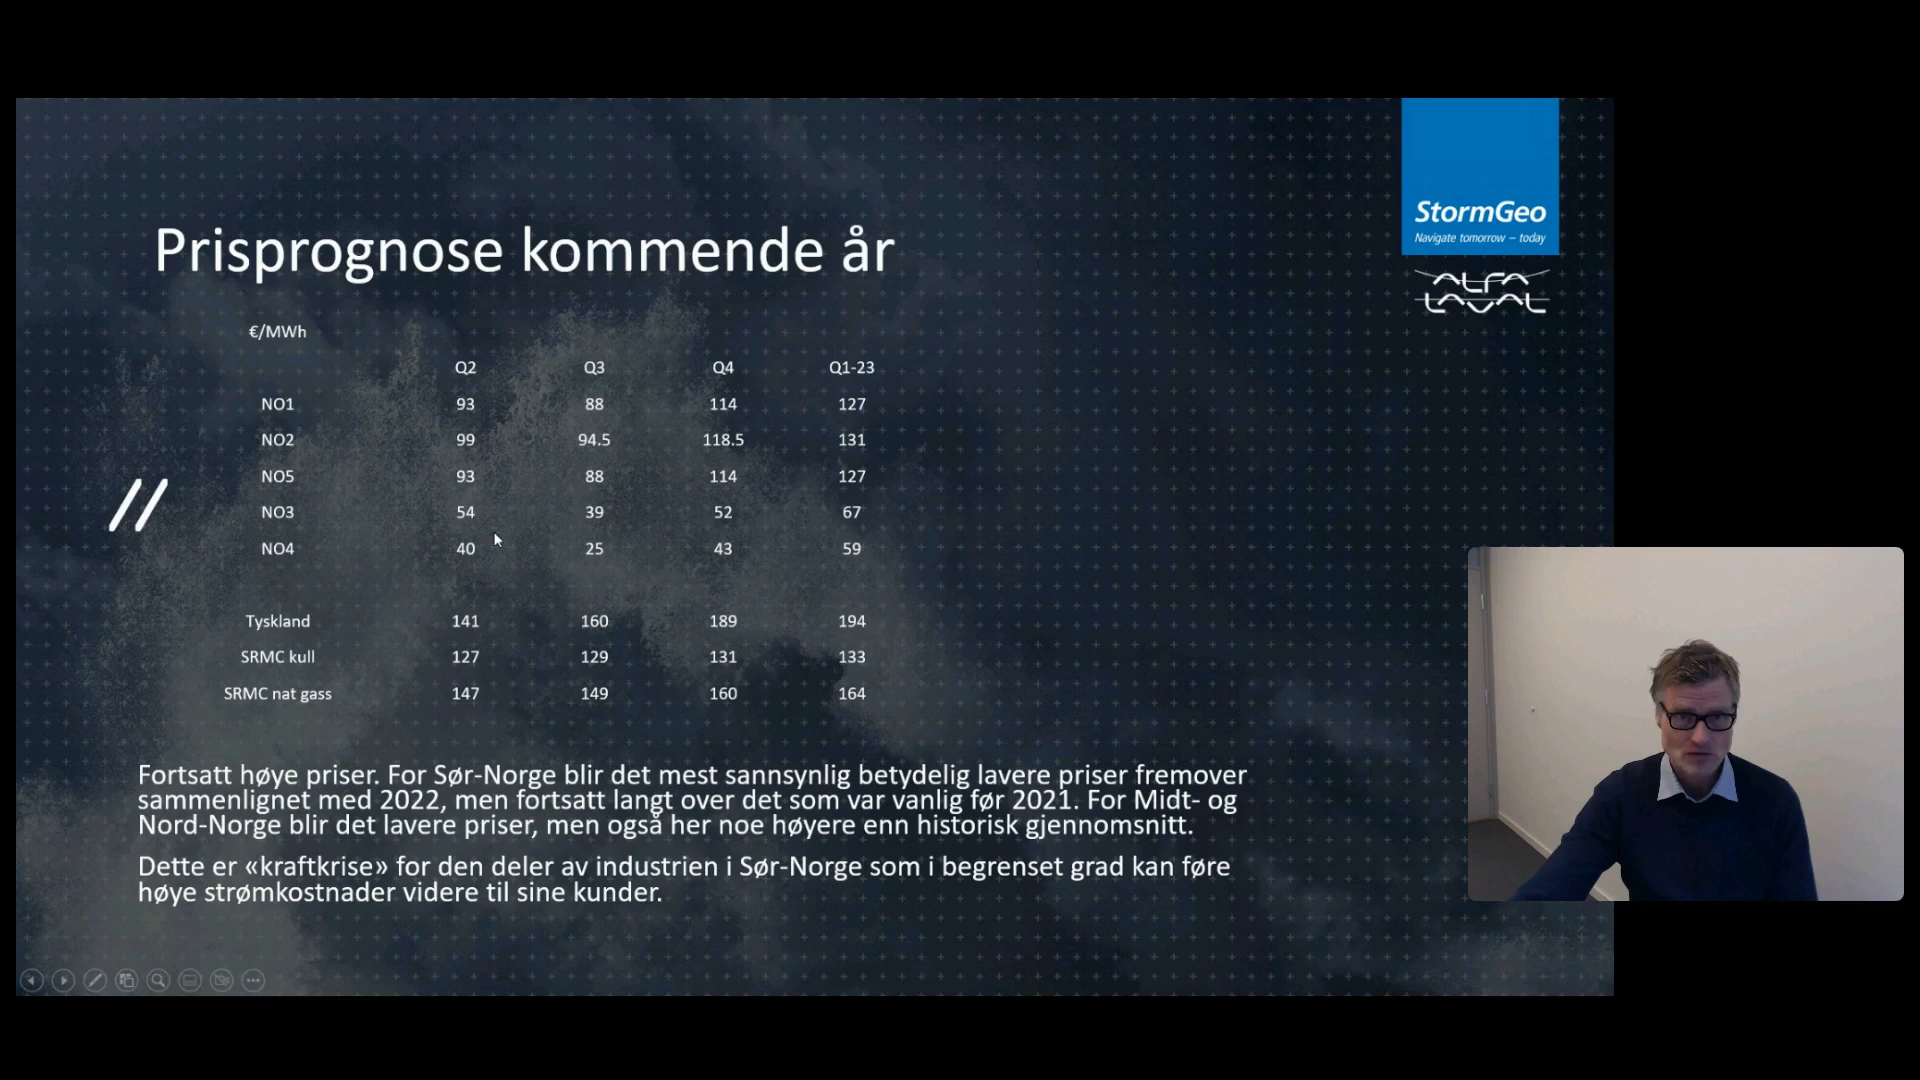 StormGeo
Navigate tomorrow – today
ALFA
LAVAL
Prisprognose kommende år
€/MWh
Q2 Q3 Q4 Q1-23
NO1 93 88 114 127
NO2 99 94.5 118.5 131
NO5 93 88 114 127
NO3 54 39 52 67
NO4 40 25 43 59
Tyskland 141 160 189 194
SRMC kull 127 129 131 133
SRMC nat gass 147 149 160 164
Fortsatt høye priser. For Sør-Norge blir det mest sannsynlig betydelig lavere priser fremover
sammenlignet med 2022, men fortsatt langt over det som var vanlig før 2021. For Midt- og
Nord-Norge blir det lavere priser, men også her noe høyere enn historisk gjennomsnitt.
Dette er «kraftkrise» for den deler av industrien i Sør-Norge som i begrenset grad kan føre
høye strømkostnader videre til sine kunder.